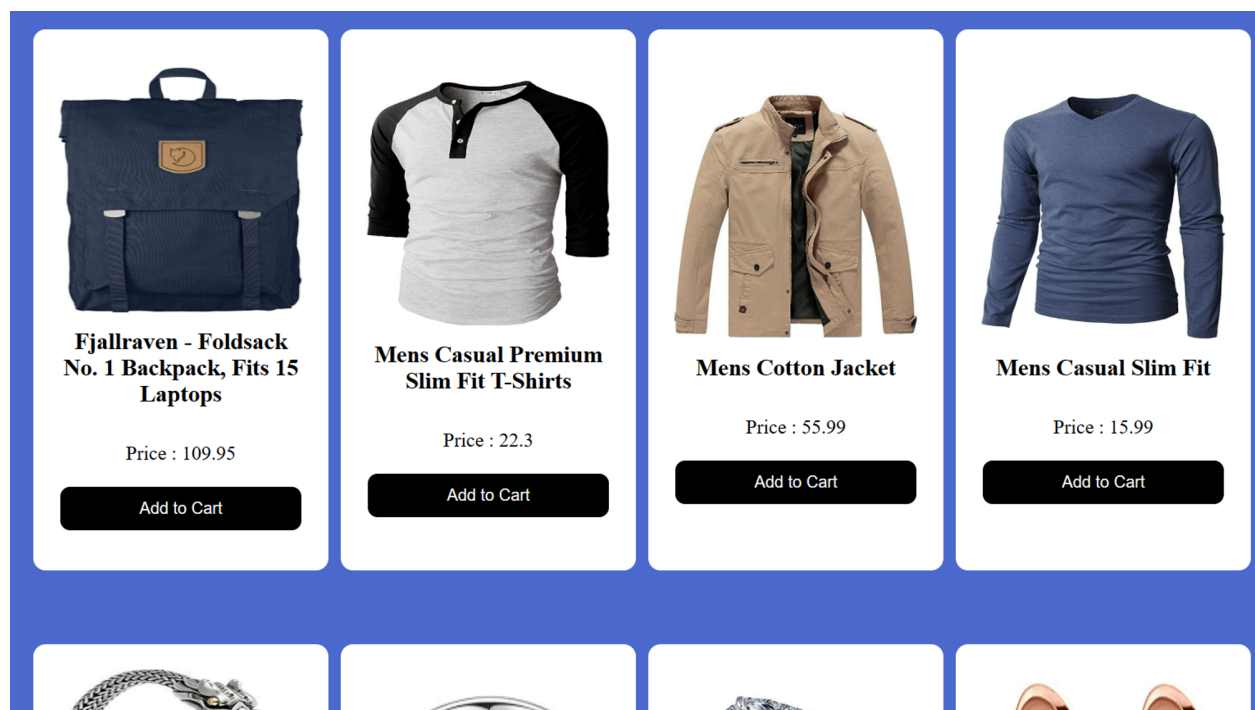 Fjallraven - Foldsack
No. 1 Backpack, Fits 15
Laptops
Price : 109.95
Add to Cart
Mens Casual Premium
Slim Fit T-Shirts
Price : 22.3
Add to Cart
Mens Cotton Jacket
Price : 55.99
Add to Cart
Mens Casual Slim Fit
Price : 15.99
Add to Cart